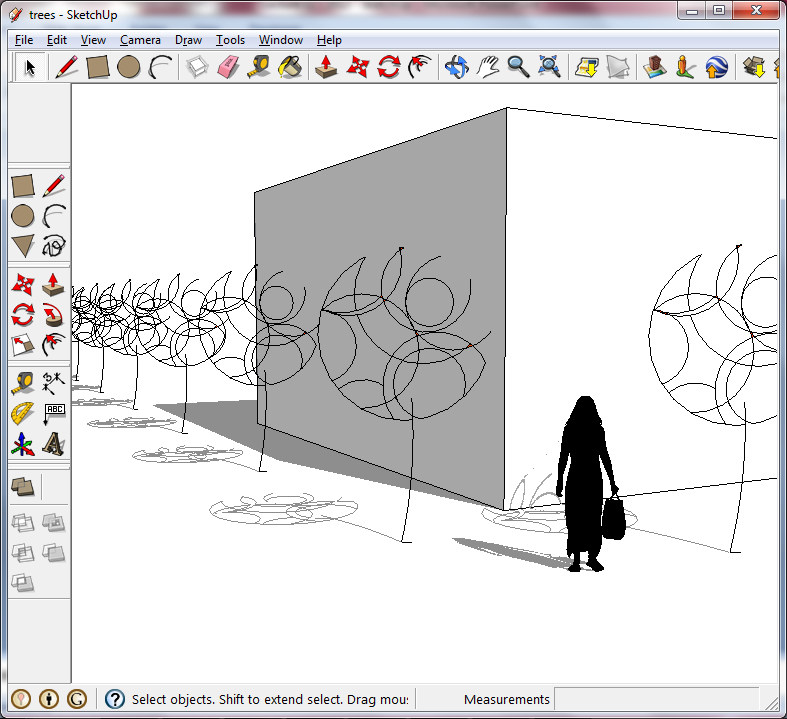 trees - SketchUp
File Edit View Camera Draw Tools Window Help
ABC
A
G
? Select objects. Shift to extend select. Drag mou
Measurements